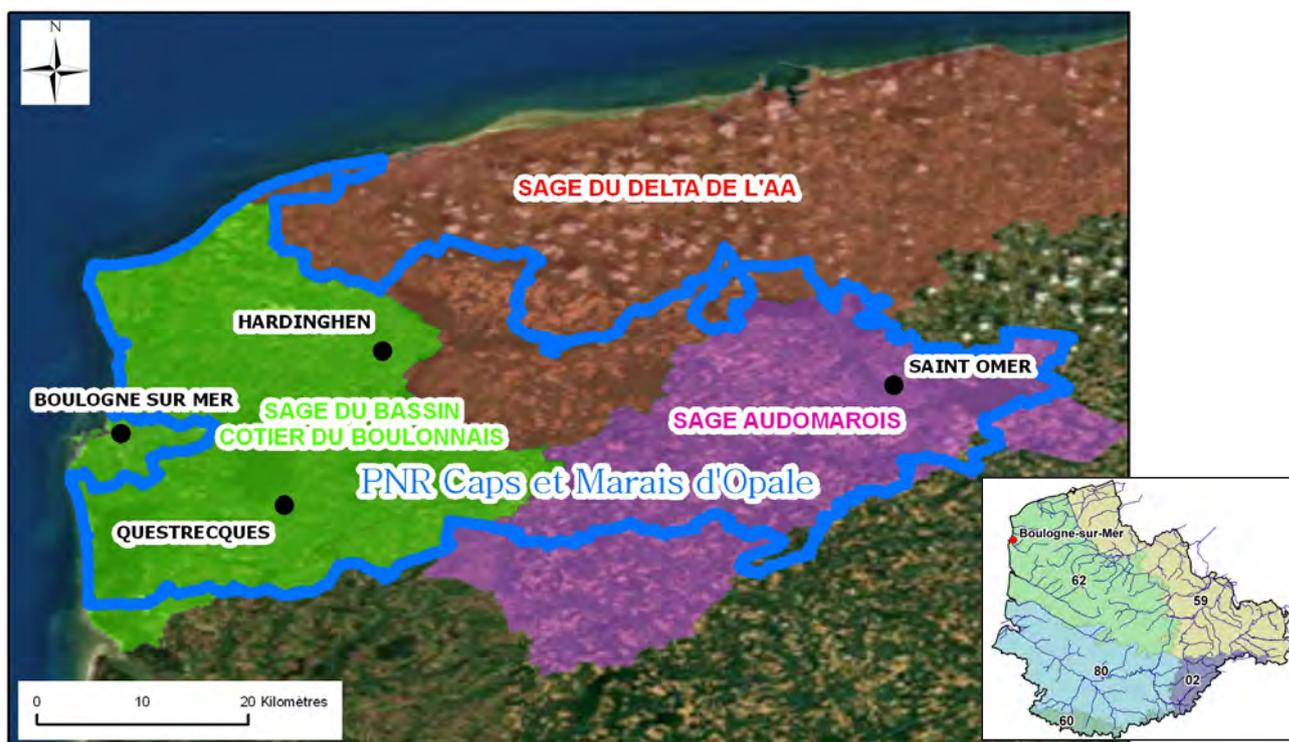 N
SAGE DU DELTA DE L'AA
HARDINGHEN
SAINT OMER
BOULOGNE SUR MER
SAGE DU BASSIN
COTIER DU BOULONNAIS
SAGE AUDOMAROIS
PNR Caps et Marais d'Opale
QUESTRECQUES
0 10 20 Kilomètres
Boulogne-sur-Mer
62
59
80
02
60